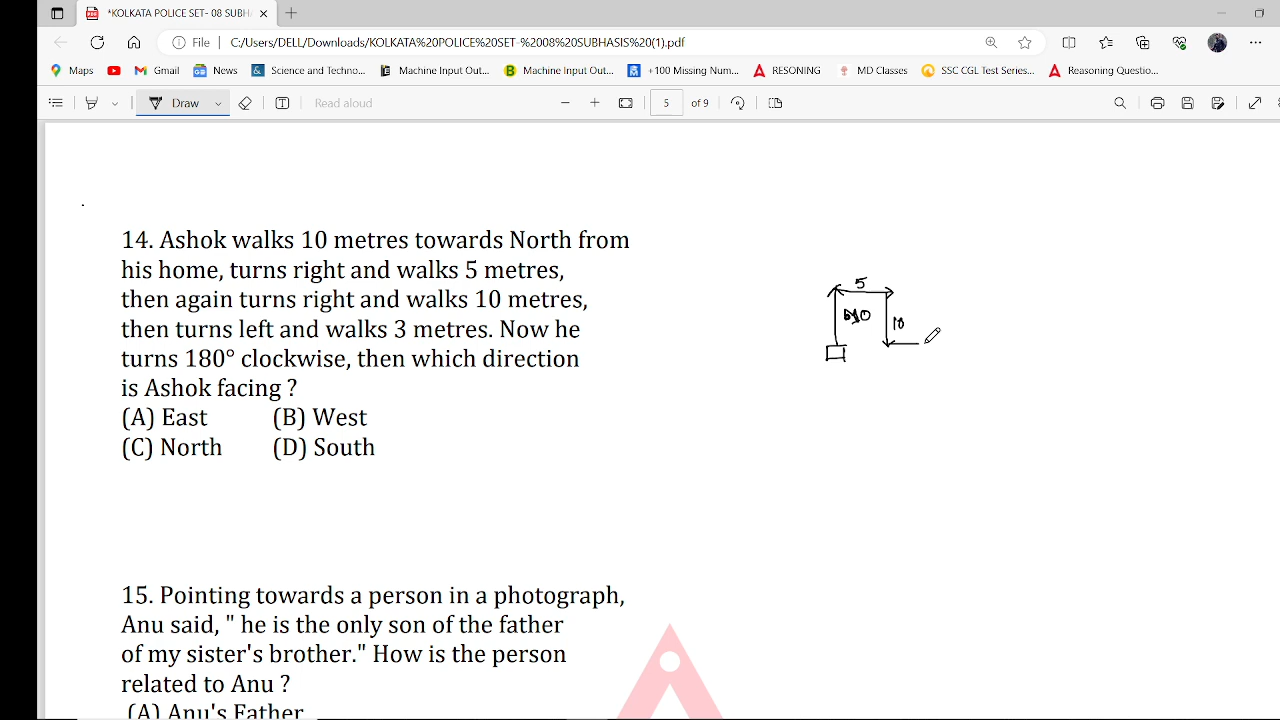 *KOLKATA POLICE SET- 08 SUBH
File C:/Users/DELL/Downloads/KOLKATA%20POLICE%20SET-%2008%20SUBHASIS%20(1).pdf
Maps Gmail News Science and Techno... Machine Input Out... Machine Input Out... +100 Missing Num... RESONING MD Classes SSC CGL Test Series... Reasoning Questio...
Draw Read aloud 5 of 9
14. Ashok walks 10 metres towards North from
his home, turns right and walks 5 metres,
then again turns right and walks 10 metres,
then turns left and walks 3 metres. Now he
turns 180° clockwise, then which direction
is Ashok facing ?
(A) East (B) West
(C) North (D) South
5
10
15. Pointing towards a person in a photograph,
Anu said, " he is the only son of the father
of my sister's brother." How is the person
related to Anu ?
(A) Anu's Father